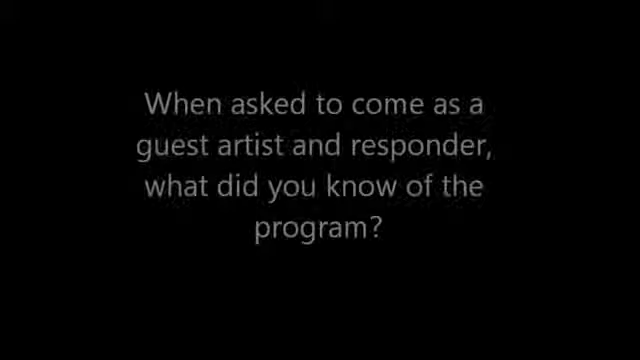 When asked to come as a
guest artist and responder,
what did you know of the
program?